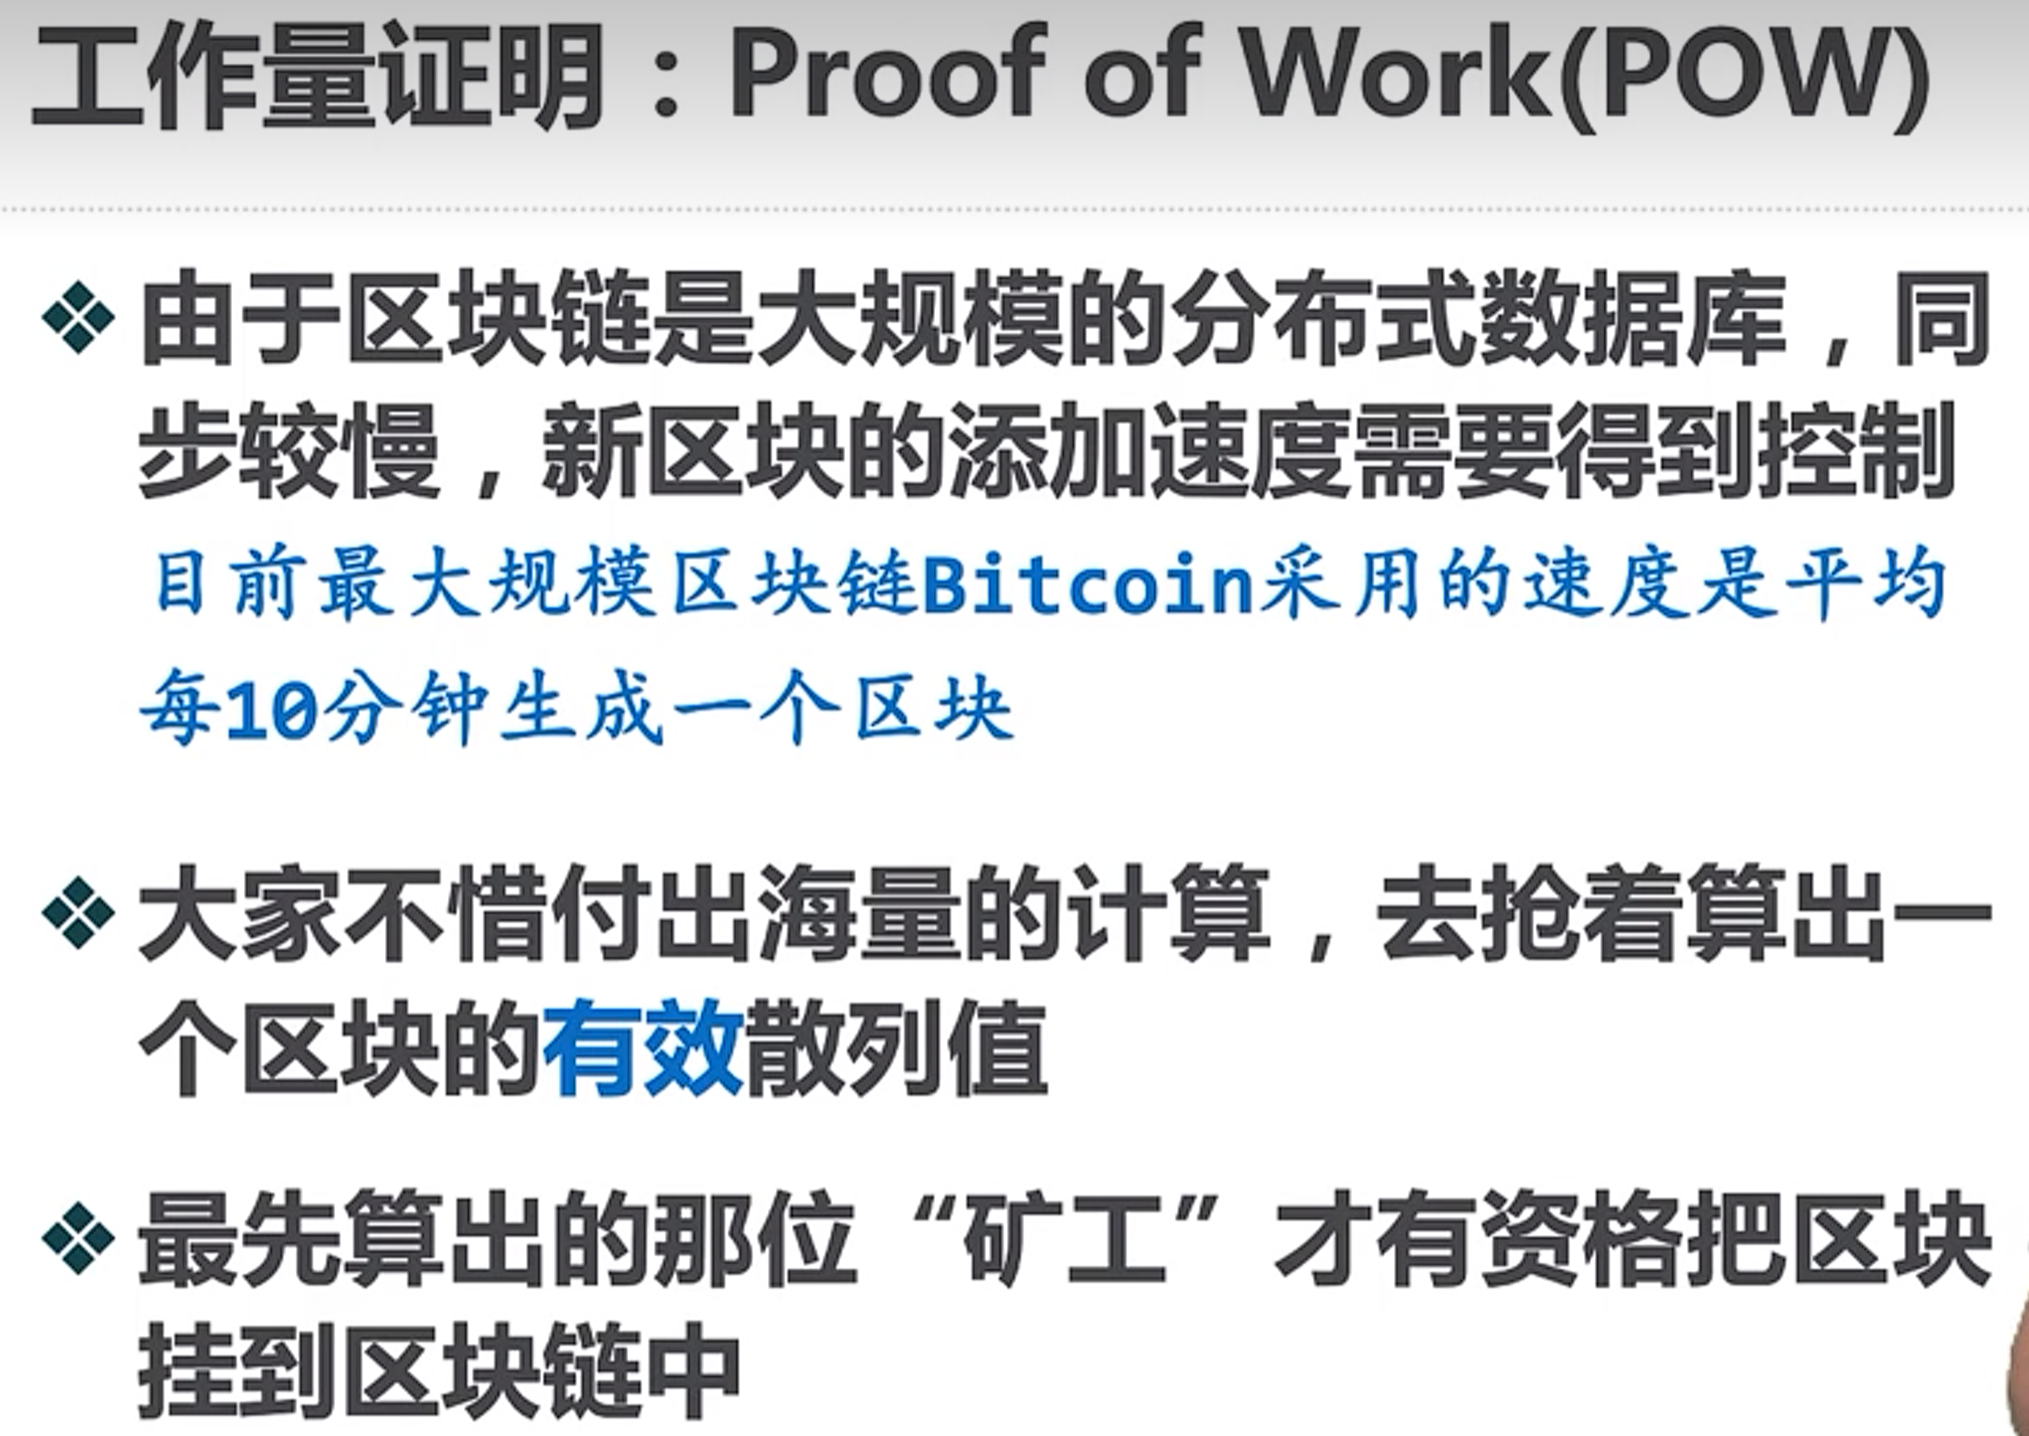 工作量证明：Proof of Work(POW)
由于区块链是大规模的分布式数据库，同
步较慢，新区块的添加速度需要得到控制
目前最大规模区块链Bitcoin采用的速度是平均
每10分钟生成一个区块
大家不惜付出海量的计算，去抢着算出一
个区块的有效散列值
最先算出的那位“矿工”才有资格把区块
挂到区块链中